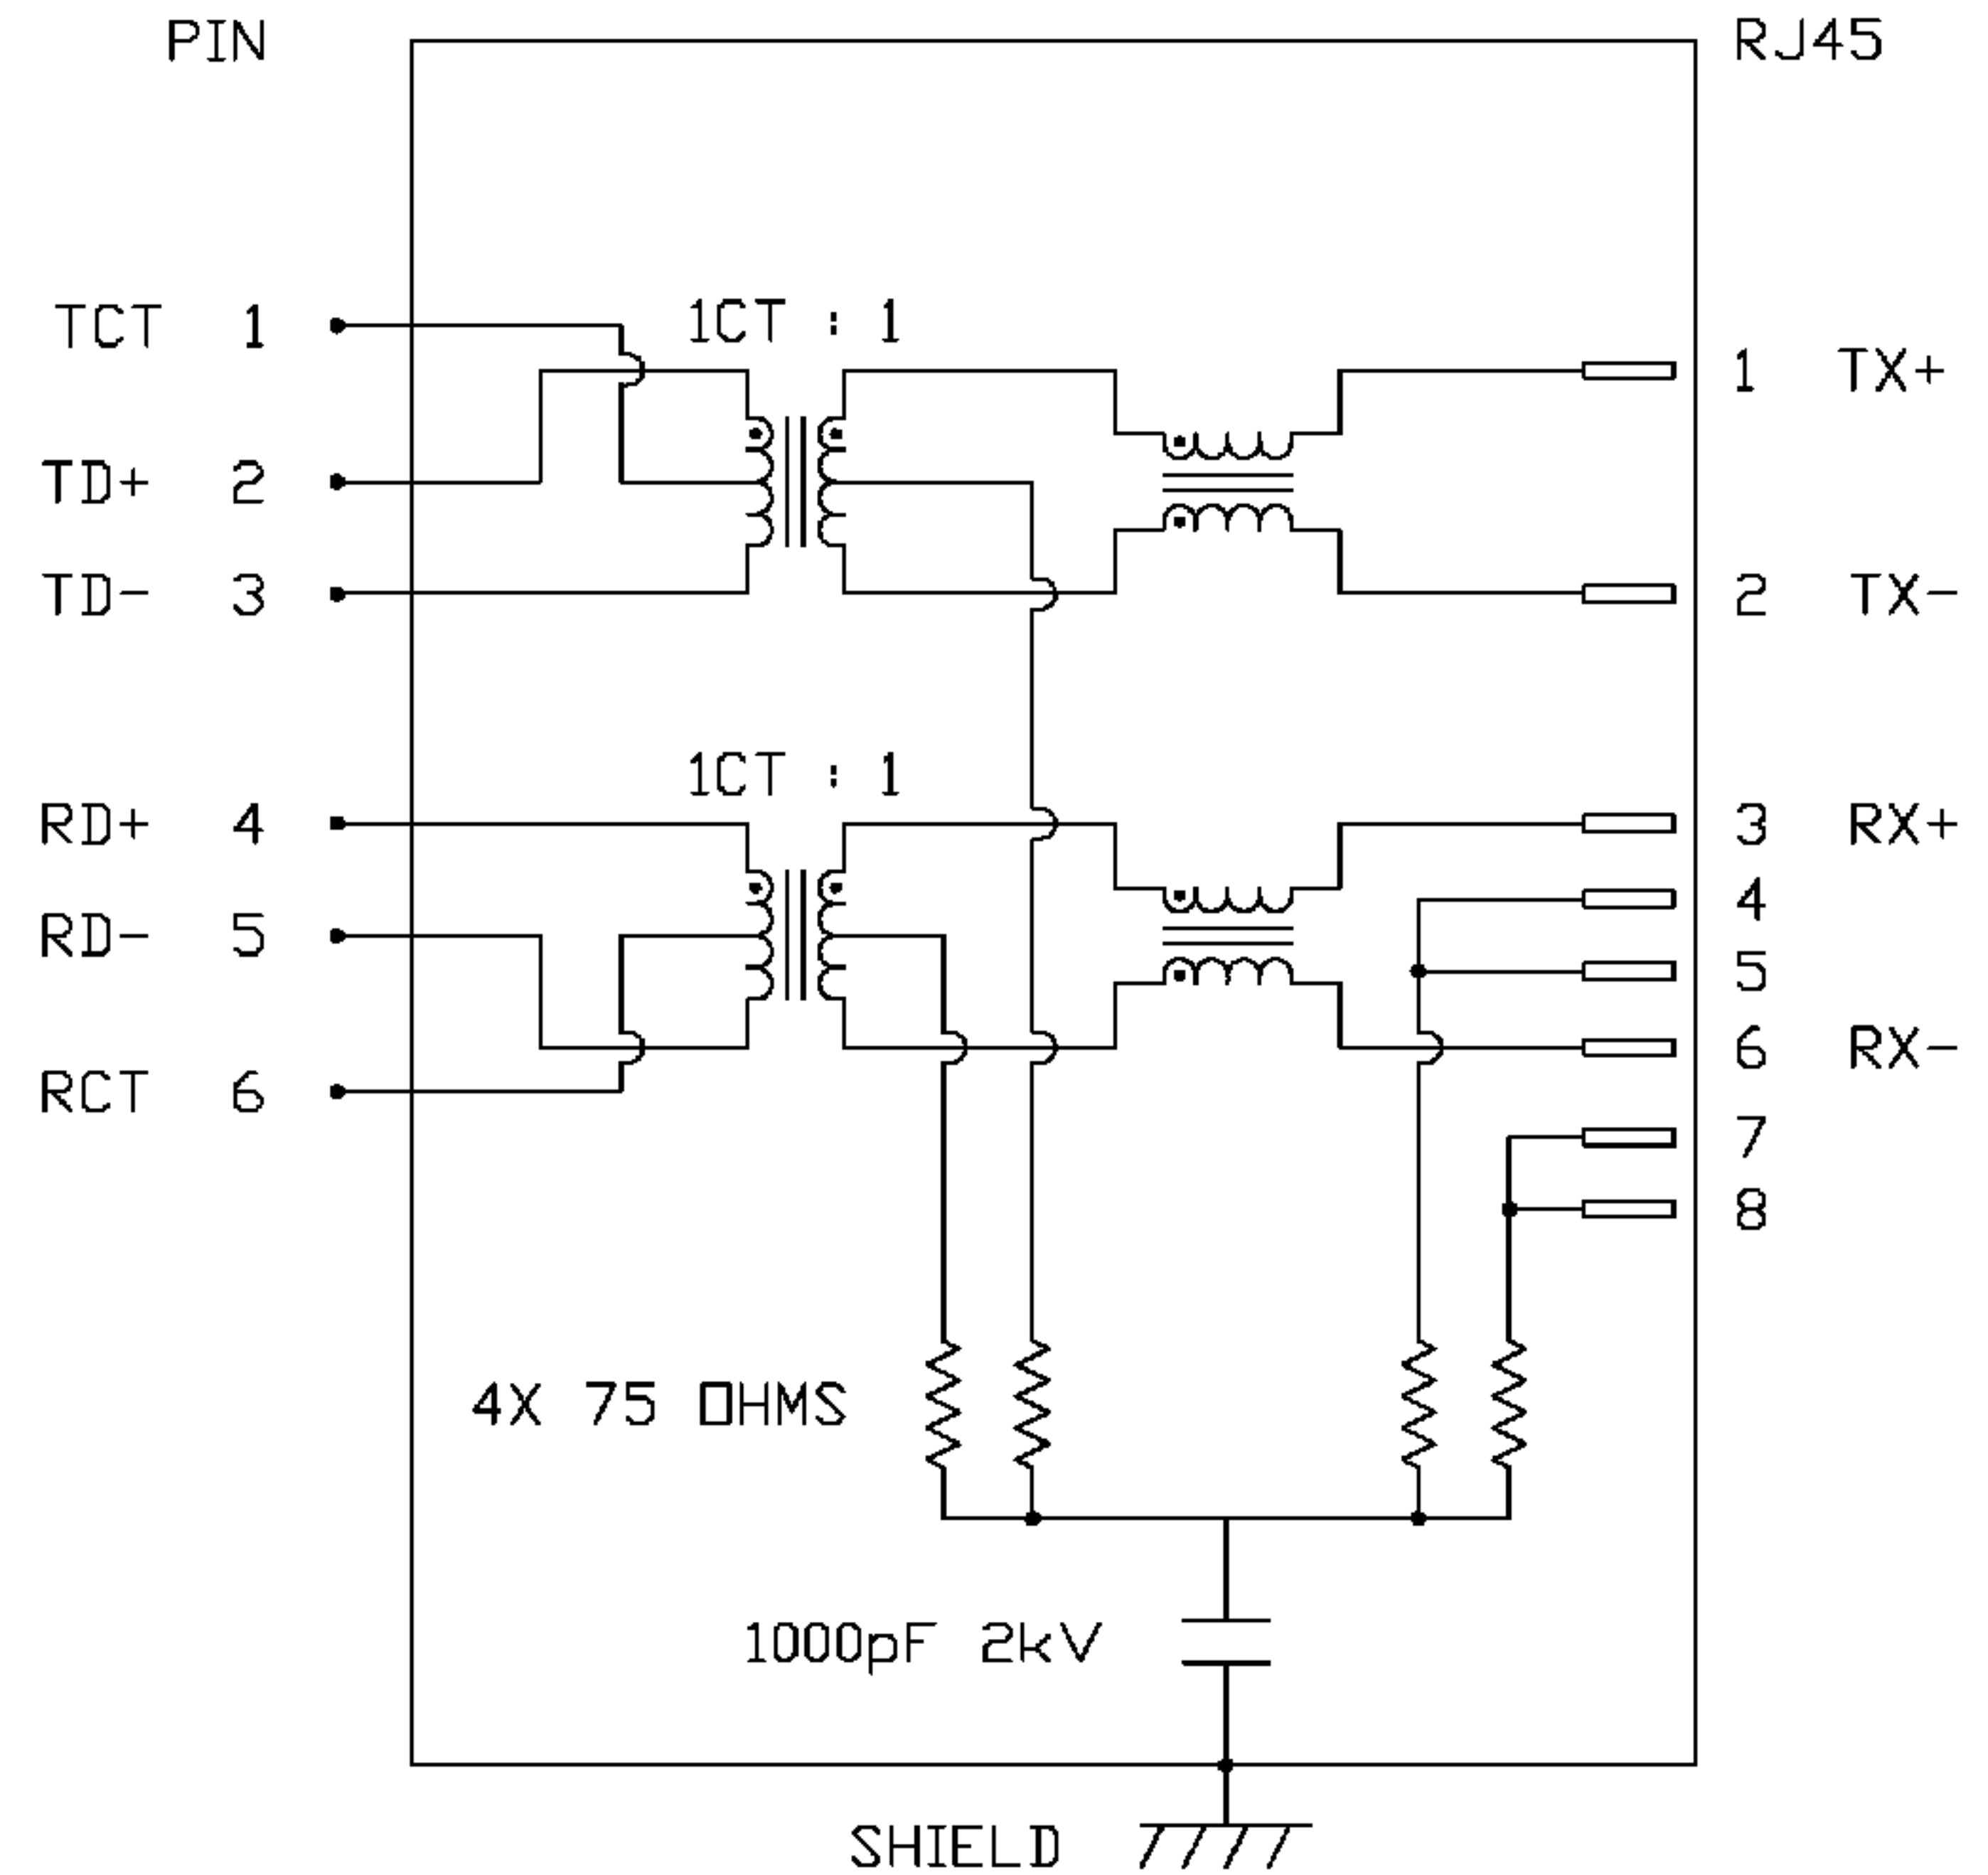 PIN RJ45
TCT 1 1CT : 1
1 TX+
TD+ 2
TD- 3 2 TX-
1CT : 1
RD+ 4 3 RX+
4
RD- 5 5
6 RX-
RCT 6
7
8
4X 75 OHMS
1000pF 2kV
SHIELD